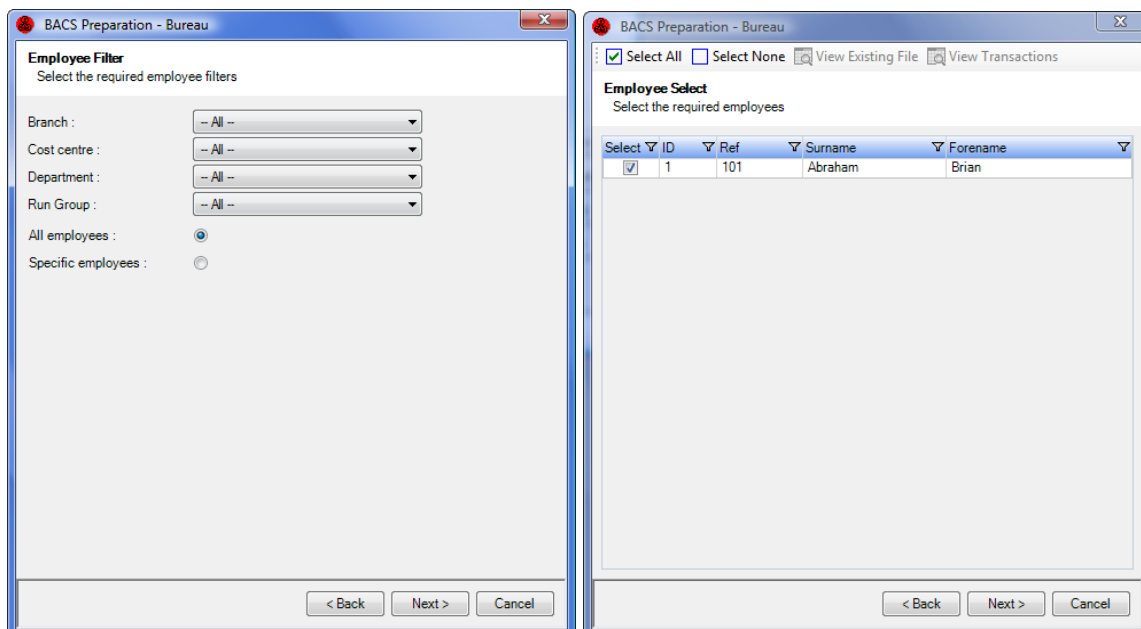 BACS Preparation - Bureau
Employee Filter
Select the required employee filters
Branch :
-- All --
Cost centre :
-- All --
Department :
-- All --
Run Group :
-- All --
All employees :
Specific employees :
< Back Next > Cancel
BACS Preparation - Bureau
Select All Select None View Existing File View Transactions
Employee Select
Select the required employees
Select ID Ref Surname Forename
1 101 Abraham Brian
< Back Next > Cancel